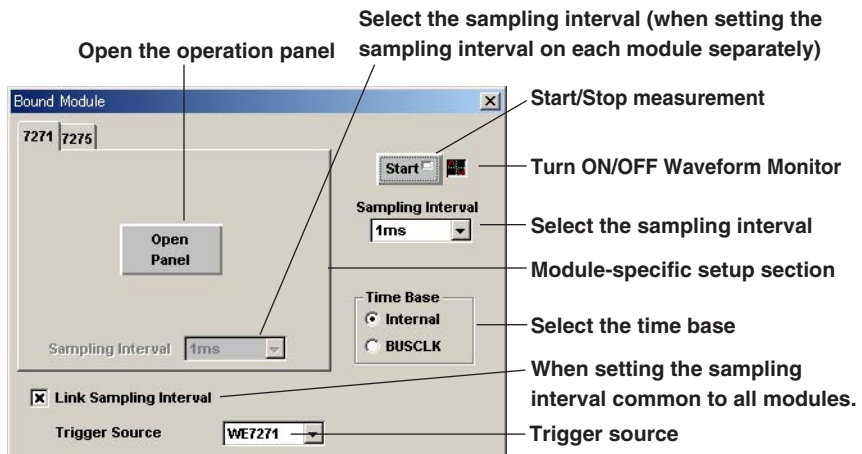 Select the sampling interval (when setting the
sampling interval on each module separately)
Open the operation panel
Bound Module
7271 7275
Start
Sampling Interval
1ms
Open
Panel
Sampling Interval 1ms
Time Base
Internal
BUSCLK
Link Sampling Interval
Trigger Source WE7271
Start/Stop measurement
Turn ON/OFF Waveform Monitor
Select the sampling interval
Module-specific setup section
Select the time base
When setting the sampling
interval common to all modules.
Trigger source